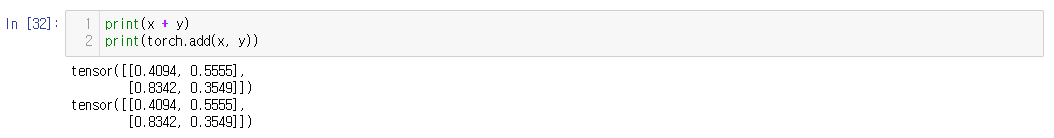 In [32]:
1 print(x + y)
2 print(torch.add(x, y))
tensor([[0.4094, 0.5555],
        [0.8342, 0.3549]])
tensor([[0.4094, 0.5555],
        [0.8342, 0.3549]])